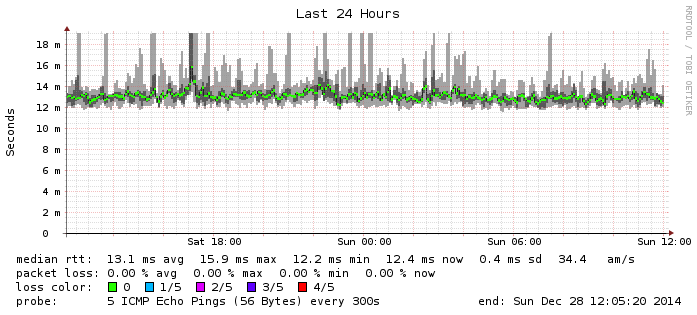 Last 24 Hours
RRDTOOL / TOBI OETIKER
Seconds
18 m
16 m
14 m
12 m
10 m
8 m
6 m
4 m
2 m
0
Sat 18:00 Sun 00:00 Sun 06:00 Sun 12:00
median rtt: 13.1 ms avg 15.9 ms max 12.2 ms min 12.4 ms now 0.4 ms sd 34.4 am/s
packet loss: 0.00 % avg 0.00 % max 0.00 % min 0.00 % now
loss color: 0 1/5 2/5 3/5 4/5
probe: 5 ICMP Echo Pings (56 Bytes) every 300s end: Sun Dec 28 12:05:20 2014